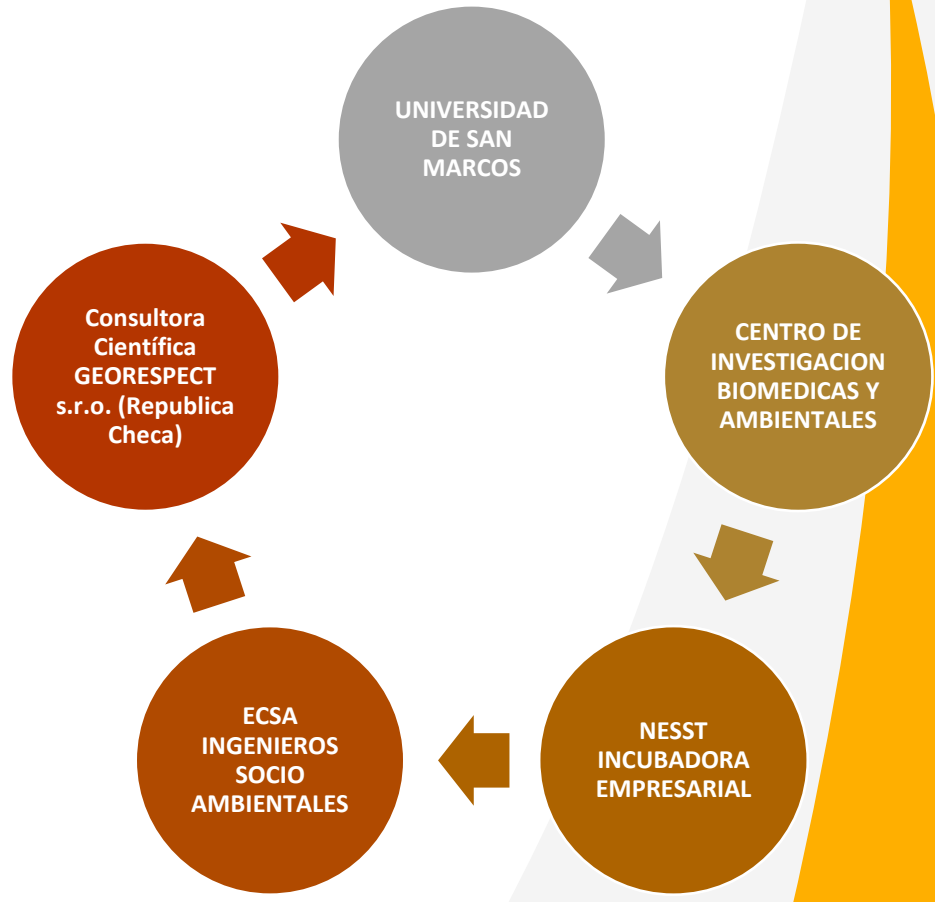 UNIVERSIDAD
DE SAN
MARCOS
CENTRO DE
INVESTIGACION
BIOMEDICAS Y
AMBIENTALES
NESST
INCUBADORA
EMPRESARIAL
ECSA
INGENIEROS
SOCIO
AMBIENTALES
Consultora
Científica
GEORESPECT
s.r.o. (Republica
Checa)